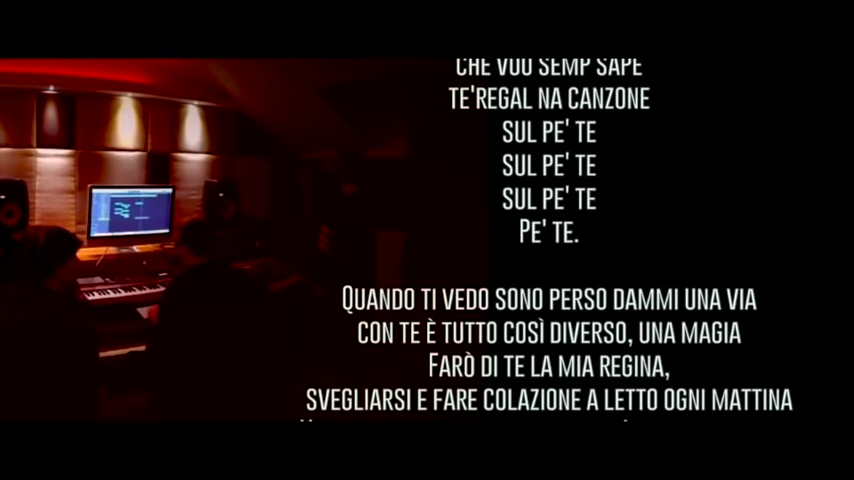 CHE VUO SEMP SAPE
TE'REGAL NA CANZONE
SUL PE' TE
SUL PE' TE
SUL PE' TE
PE' TE.
QUANDO TI VEDO SONO PERSO DAMMI UNA VIA
CON TE È TUTTO COSÌ DIVERSO, UNA MAGIA
FARÒ DI TE LA MIA REGINA,
SVEGLIARSI E FARE COLAZIONE A LETTO OGNI MATTINA